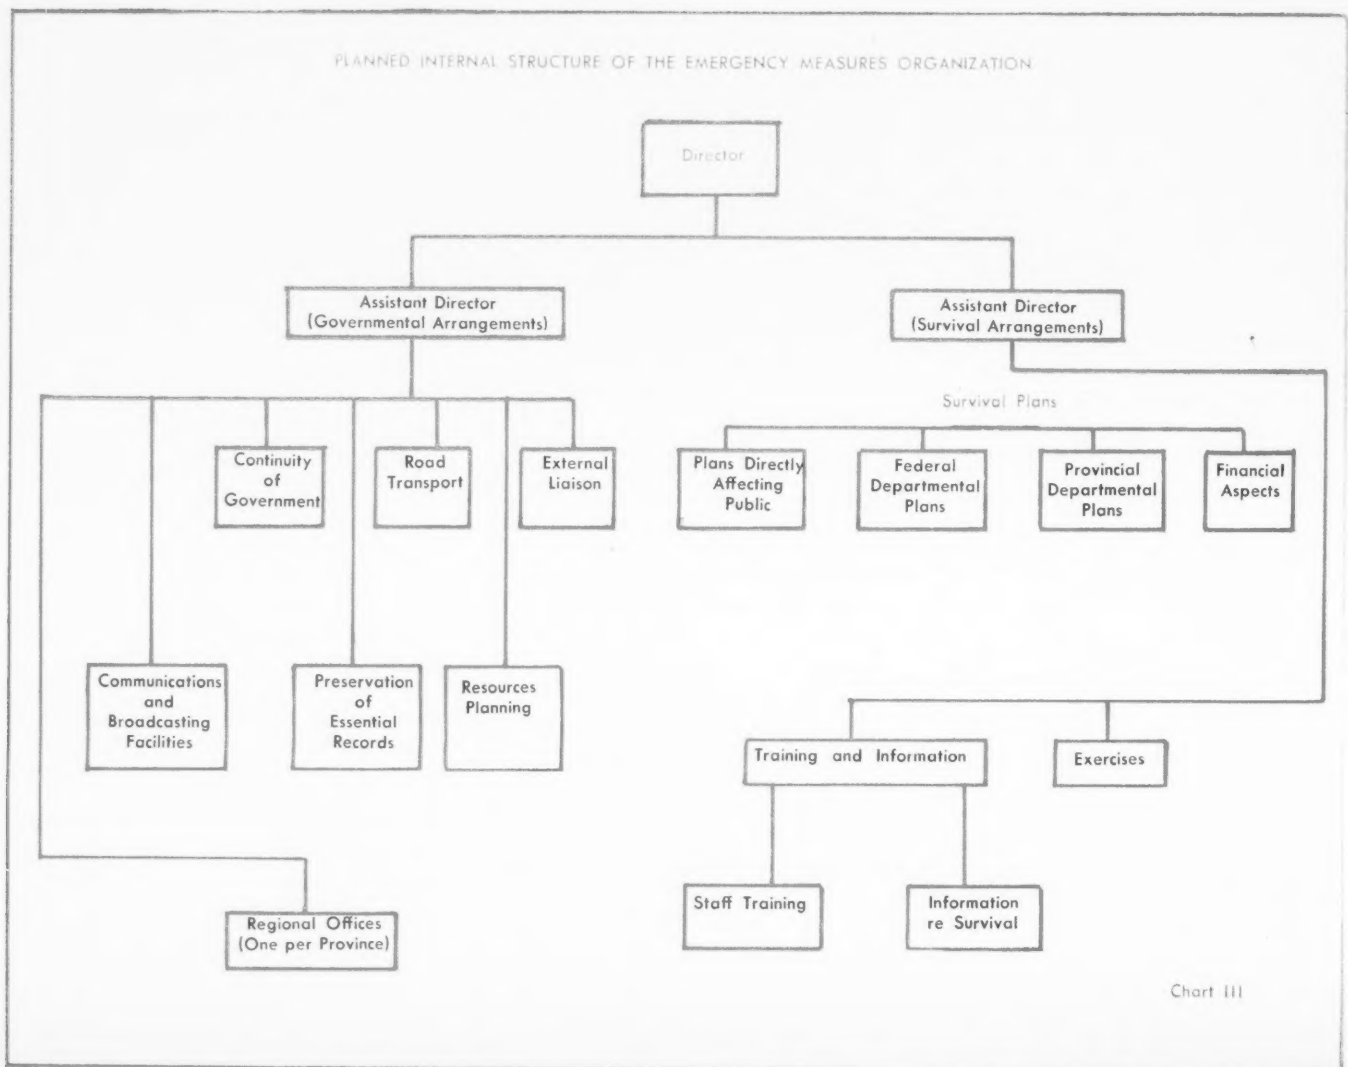 PLANNED INTERNAL STRUCTURE OF THE EMERGENCY MEASURES ORGANIZATION
Director
Assistant Director
(Governmental Arrangements)
Assistant Director
(Survival Arrangements)
Survival Plans
Continuity
of
Government
Road
Transport
External
Liaison
Plans Directly
Affecting
Public
Federal
Departmental
Plans
Provincial
Departmental
Plans
Financial
Aspects
Communications
and
Broadcasting
Facilities
Preservation
of
Essential
Records
Resources
Planning
Training and Information
Exercises
Staff Training
Information
re Survival
Regional Offices
(One per Province)
Chart III